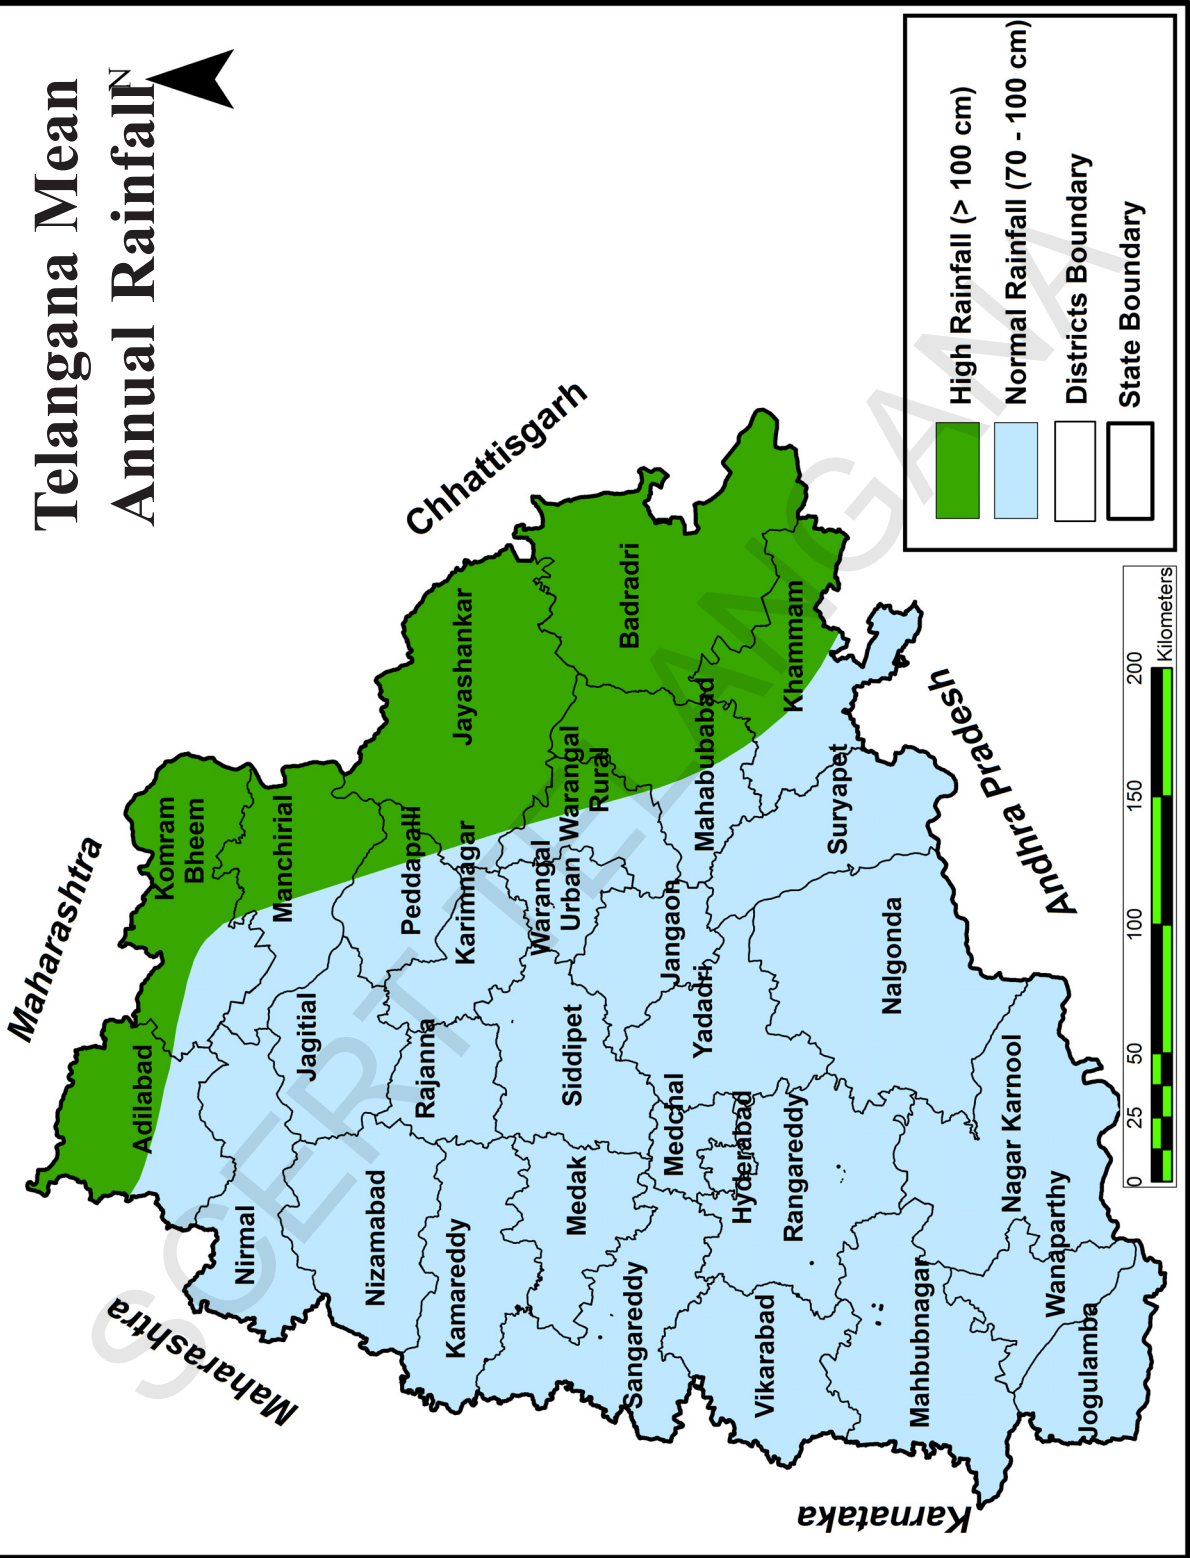 Telangana Mean
Annual Rainfall
N
Maharashtra
Maharashtra
Chhattisgarh
Andhra Pradesh
Karnataka
Adilabad
Komram
Bheem
Manchirial
Nirmal
Jagitial
Peddapalli
Jayashankar
Nizamabad
Rajanna
Karimnagar
Kamareddy
Warangal
Urban
Warangal
Rural
Badradri
Medak
Siddipet
Jangaon
Mahabubabad
Khammam
Sangareddy
Medchal
Yadadri
Suryapet
Hyderabad
Vikarabad
Rangareddy
Nalgonda
Mahbubnagar
Nagar Karnool
Wanaparthy
Jogulamba
High Rainfall (> 100 cm)
Normal Rainfall (70 - 100 cm)
Districts Boundary
State Boundary
0 25 50 100 150 200
Kilometers
SCERT TELANGANA